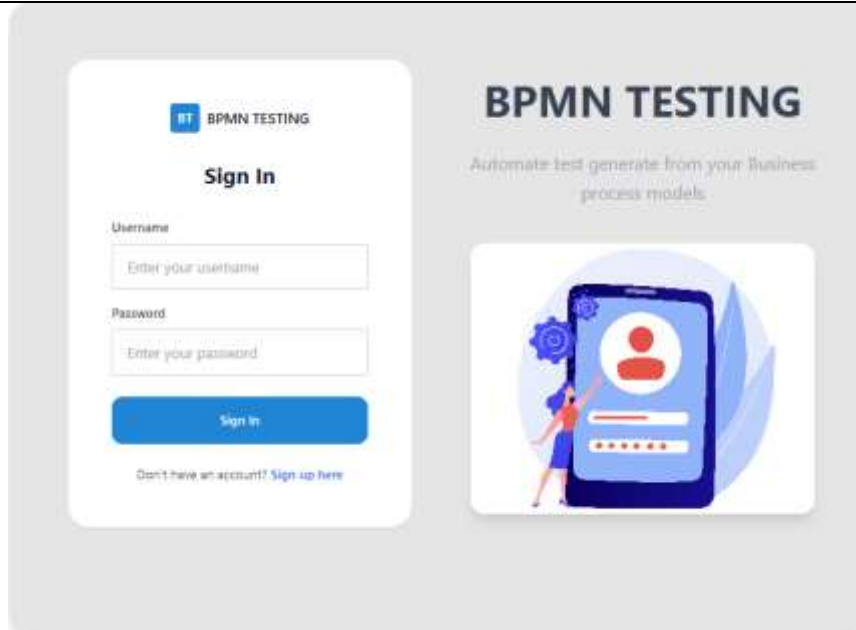 BT BPMN TESTING
Sign In
Username
Enter your username
Password
Enter your password
Sign In
Don't have an account? Sign up here
BPMN TESTING
Automate test generate from your Business
process models